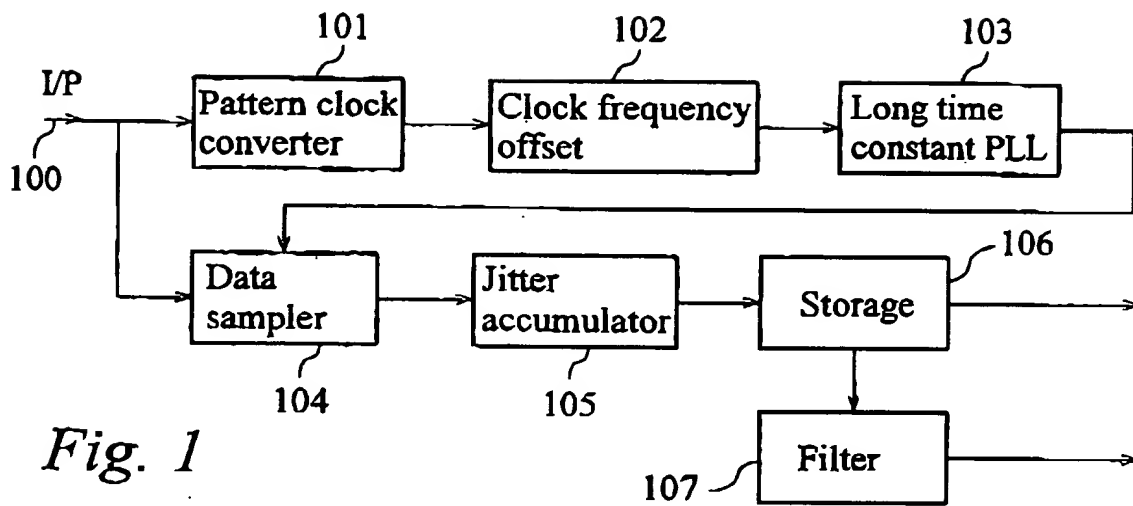 101
102
103
I/P
Pattern clock
converter
Clock frequency
offset
Long time
constant PLL
100
106
Data
sampler
Jitter
accumulator
Storage
104
105
Fig. 1
107
Filter